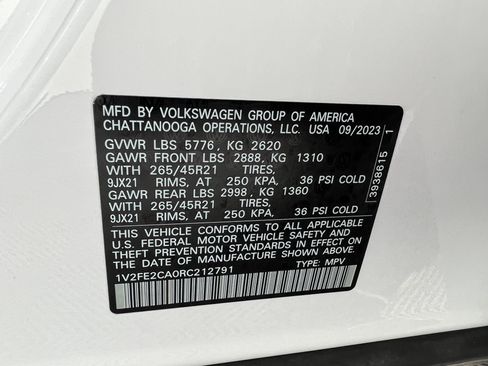 MFD BY VOLKSWAGEN GROUP OF AMERICA
CHATTANOOGA OPERATIONS, LLC. USA 09/2023
GVWR LBS 5776, KG 2620
GAWR FRONT LBS 2888, KG 1310
WITH 265/45R21 TIRES,
9JX21 RIMS, AT 250 KPA, 36 PSI COLD
GAWR REAR LBS 2998, KG 1360
WITH 265/45R21 TIRES,
9JX21 RIMS, AT 250 KPA, 36 PSI COLD
THIS VEHICLE CONFORMS TO ALL APPLICABLE
U.S. FEDERAL MOTOR VEHICLE SAFETY AND
THEFT PREVENTION STANDARDS IN EFFECT ON
THE DATE OF MANUFACTURE SHOWN ABOVE.
1V2FE2CA0RC212791 TYPE: MPV
3938615 1